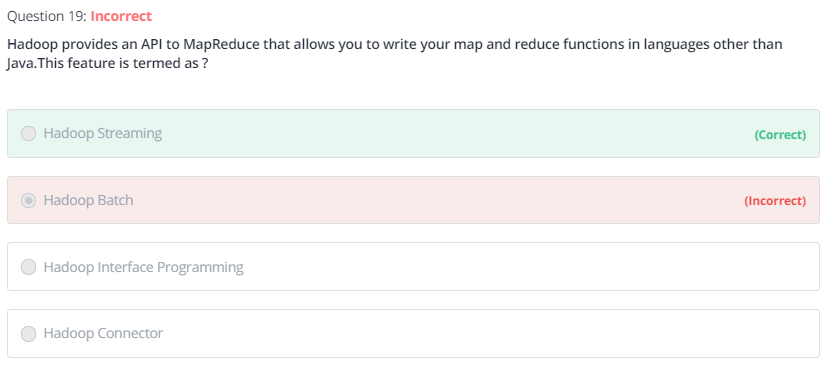 Question 19: Incorrect
Hadoop provides an API to MapReduce that allows you to write your map and reduce functions in languages other than
Java.This feature is termed as ?
Hadoop Streaming (Correct)
Hadoop Batch (Incorrect)
Hadoop Interface Programming
Hadoop Connector